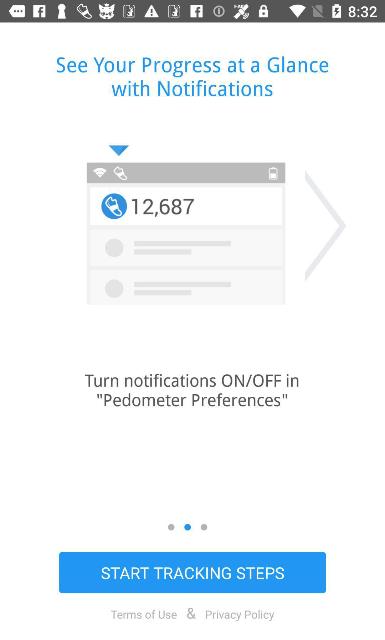 8:32
See Your Progress at a Glance
with Notifications
12,687
Turn notifications ON/OFF in
"Pedometer Preferences"
START TRACKING STEPS
Terms of Use & Privacy Policy